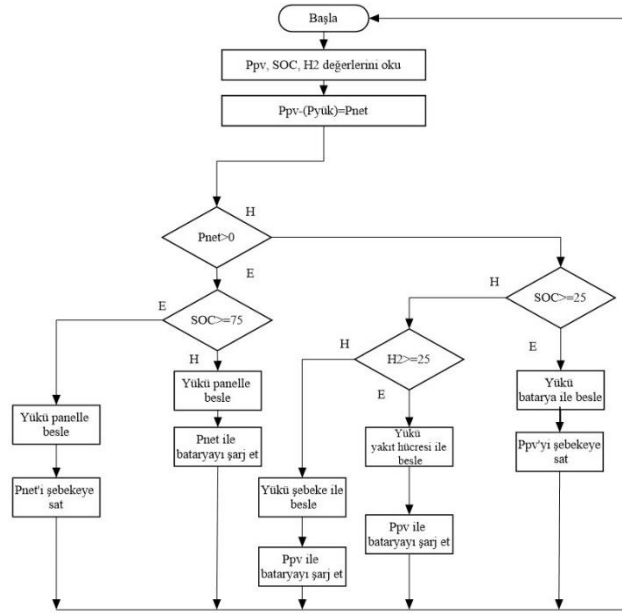 Başla
Ppv, SOC, H2 değerlerini oku
Ppv-(Pyük)=Pnet
H
Pnet>0
E
H
SOC>=25
E
SOC>=75
H
H2>=25
E
H
E
Yükü panelle
besle
Yükü
batarya ile besle
Yükü panelle
besle
Pnet ile
bataryayı şarj et
Yükü
yakıt hücresi ile
besle
Ppv'yi şebekeye
sat
Pnet'i şebekeye
sat
Yükü şebeke ile
besle
Ppv ile
bataryayı şarj et
Ppv ile
bataryayı şarj et